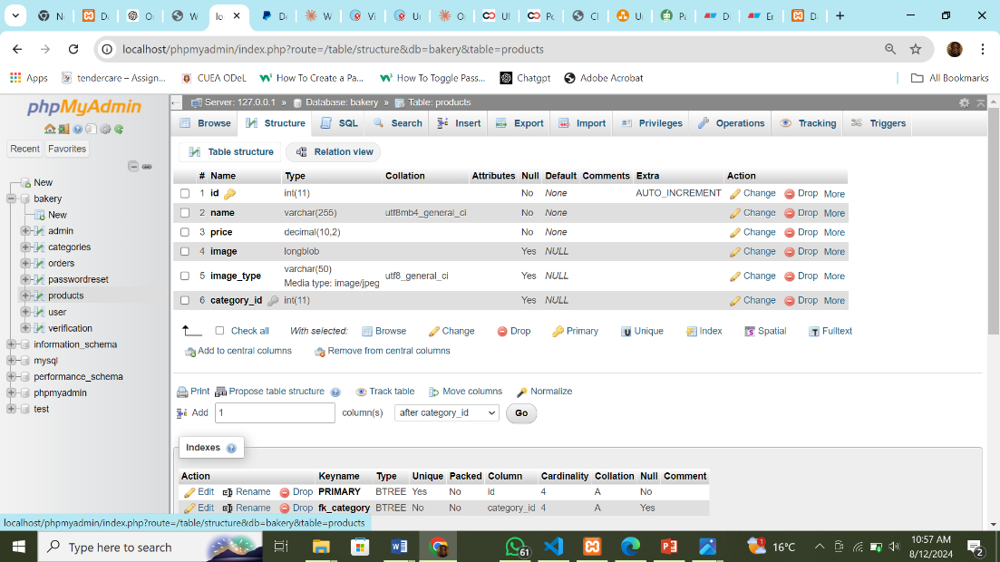 Ne
Da
Or
W
lo
De
W
Vi
Ur
Or
Ul
Po
Cl
Ur
Pa
D
Er
Da
localhost/phpmyadmin/index.php?route=/table/structure&db=bakery&table=products
Apps tendercare – Assign... CUEA ODeL How To Create a Pa... How To Toggle Pass... Chatgpt Adobe Acrobat All Bookmarks
phpMyAdmin
Recent Favorites
New
bakery
New
admin
categories
orders
passwordreset
products
user
verification
information_schema
mysql
performance_schema
phpmyadmin
test
Server: 127.0.0.1 » Database: bakery » Table: products
Browse Structure SQL Search Insert Export Import Privileges Operations Tracking Triggers
Table structure Relation view
# Name Type Collation Attributes Null Default Comments Extra Action
1 id int(11) No None AUTO_INCREMENT Change Drop More
2 name varchar(255) utf8mb4_general_ci No None Change Drop More
3 price decimal(10,2) No None Change Drop More
4 image longblob Yes NULL Change Drop More
5 image_type varchar(50) utf8_general_ci Yes NULL Change Drop More
Media type: image/jpeg
6 category_id int(11) Yes NULL Change Drop More
Check all With selected: Browse Change Drop Primary Unique Index Spatial Fulltext
Add to central columns Remove from central columns
Print Propose table structure Track table Move columns Normalize
Add 1 column(s) after category_id Go
Indexes
Action Keyname Type Unique Packed Column Cardinality Collation Null Comment
Edit Rename Drop PRIMARY BTREE Yes No id 4 A No
Edit Rename Drop fk_category BTREE No No category_id 4 A Yes
localhost/phpmyadmin/index.php?route=/table/structure&db=bakery&table=products
Type here to search
61
16°C
10:57 AM
8/12/2024
2